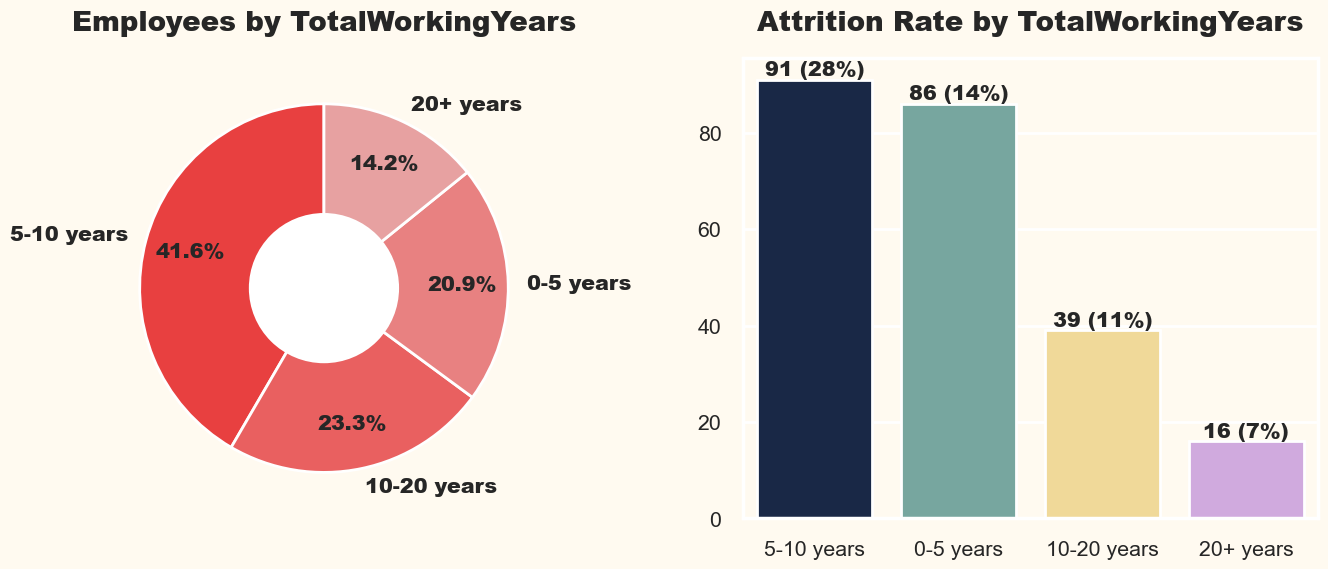 Employees by TotalWorkingYears
20+ years
14.2%
5-10 years
41.6%
20.9%
0-5 years
23.3%
10-20 years
Attrition Rate by TotalWorkingYears
91 (28%)
86 (14%)
39 (11%)
16 (7%)
80
60
40
20
0
5-10 years
0-5 years
10-20 years
20+ years